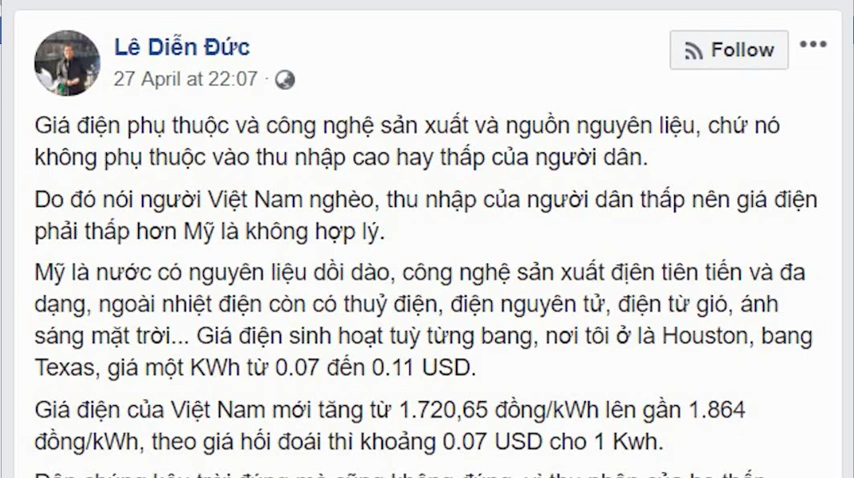 Lê Diễn Đức
Follow
27 April at 22:07
Giá điện phụ thuộc và công nghệ sản xuất và nguồn nguyên liệu, chứ nó
không phụ thuộc vào thu nhập cao hay thấp của người dân.
Do đó nói người Việt Nam nghèo, thu nhập của người dân thấp nên giá điện
phải thấp hơn Mỹ là không hợp lý.
Mỹ là nước có nguyên liệu dồi dào, công nghệ sản xuất địên tiên tiến và đa
dạng, ngoài nhiệt điện còn có thuỷ điện, điện nguyên tử, điện từ gió, ánh
sáng mặt trời... Giá điện sinh hoạt tuỳ từng bang, nơi tôi ở là Houston, bang
Texas, giá một KWh từ 0.07 đến 0.11 USD.
Giá điện của Việt Nam mới tăng từ 1.720,65 đồng/kWh lên gần 1.864
đồng/kWh, theo giá hối đoái thì khoảng 0.07 USD cho 1 Kwh.